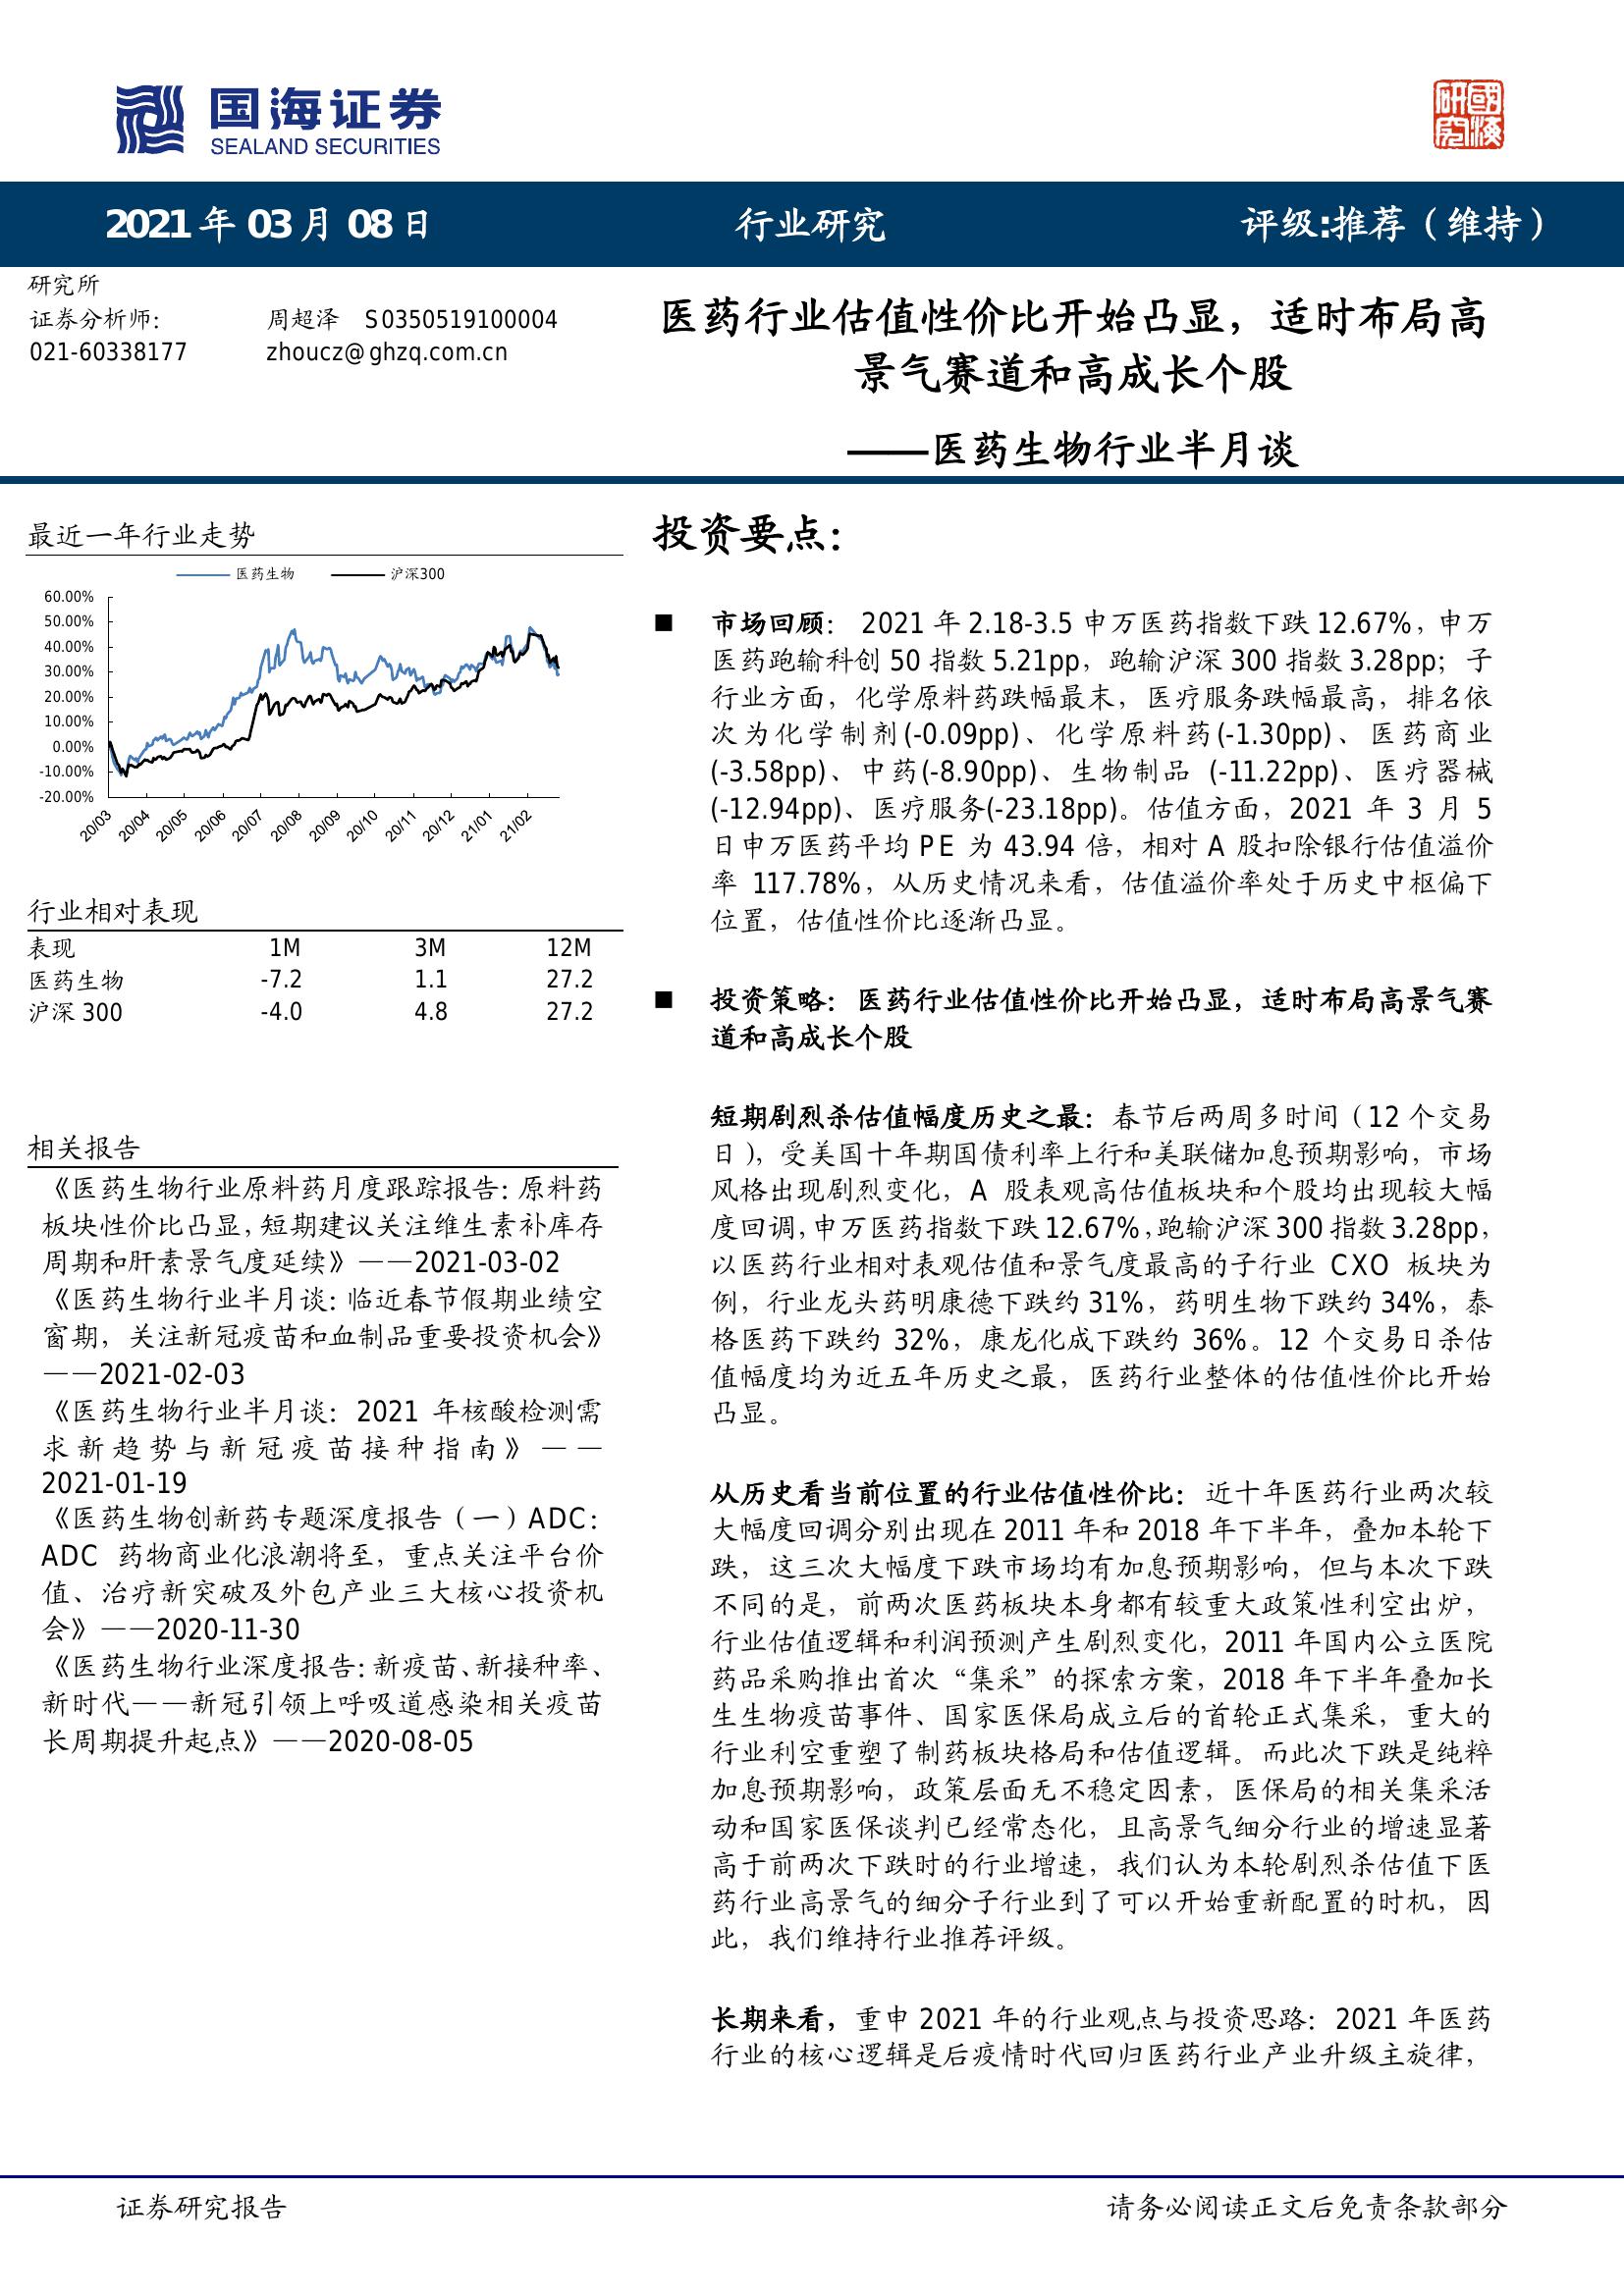 国海证券
SEALAND SECURITIES
研究
國海
2021 年 03 月 08 日
行业研究
评级:推荐（维持）
研究所
证券分析师：
周超泽 S0350519100004
021-60338177
zhoucz@ghzq.com.cn
医药行业估值性价比开始凸显，适时布局高
景气赛道和高成长个股
——医药生物行业半月谈
最近一年行业走势
医药生物
沪深300
60.00%
50.00%
40.00%
30.00%
20.00%
10.00%
0.00%
-10.00%
-20.00%
20/03
20/04
20/05
20/06
20/07
20/08
20/09
20/10
20/11
20/12
21/01
21/02
行业相对表现
表现 1M 3M 12M
医药生物 -7.2 1.1 27.2
沪深 300 -4.0 4.8 27.2
相关报告
《医药生物行业原料药月度跟踪报告：原料药
板块性价比凸显，短期建议关注维生素补库存
周期和肝素景气度延续》——2021-03-02
《医药生物行业半月谈：临近春节假期业绩空
窗期，关注新冠疫苗和血制品重要投资机会》
——2021-02-03
《医药生物行业半月谈：2021 年核酸检测需
求新趋势与新冠疫苗接种指南》——
2021-01-19
《医药生物创新药专题深度报告（一）ADC：
ADC 药物商业化浪潮将至，重点关注平台价
值、治疗新突破及外包产业三大核心投资机
会》——2020-11-30
《医药生物行业深度报告：新疫苗、新接种率、
新时代——新冠引领上呼吸道感染相关疫苗
长周期提升起点》——2020-08-05
投资要点：
■ 市场回顾： 2021 年 2.18-3.5 申万医药指数下跌 12.67%，申万
医药跑输科创 50 指数 5.21pp，跑输沪深 300 指数 3.28pp；子
行业方面，化学原料药跌幅最末，医疗服务跌幅最高，排名依
次为化学制剂(-0.09pp)、化学原料药(-1.30pp)、医药商业
(-3.58pp)、中药(-8.90pp)、生物制品 (-11.22pp)、医疗器械
(-12.94pp)、医疗服务(-23.18pp)。估值方面，2021 年 3 月 5
日申万医药平均 PE 为 43.94 倍，相对 A 股扣除银行估值溢价
率 117.78%，从历史情况来看，估值溢价率处于历史中枢偏下
位置，估值性价比逐渐凸显。
■ 投资策略：医药行业估值性价比开始凸显，适时布局高景气赛
道和高成长个股
短期剧烈杀估值幅度历史之最：春节后两周多时间（12 个交易
日），受美国十年期国债利率上行和美联储加息预期影响，市场
风格出现剧烈变化，A 股表观高估值板块和个股均出现较大幅
度回调，申万医药指数下跌 12.67%，跑输沪深 300 指数 3.28pp，
以医药行业相对表观估值和景气度最高的子行业 CXO 板块为
例，行业龙头药明康德下跌约 31%，药明生物下跌约 34%，泰
格医药下跌约 32%，康龙化成下跌约 36%。12 个交易日杀估
值幅度均为近五年历史之最，医药行业整体的估值性价比开始
凸显。
从历史看当前位置的行业估值性价比：近十年医药行业两次较
大幅度回调分别出现在 2011 年和 2018 年下半年，叠加本轮下
跌，这三次大幅度下跌市场均有加息预期影响，但与本次下跌
不同的是，前两次医药板块本身都有较重大政策性利空出炉，
行业估值逻辑和利润预测产生剧烈变化，2011 年国内公立医院
药品采购推出首次“集采”的探索方案，2018 年下半年叠加长
生生物疫苗事件、国家医保局成立后的首轮正式集采，重大的
行业利空重塑了制药板块格局和估值逻辑。而此次下跌是纯粹
加息预期影响，政策层面无不稳定因素，医保局的相关集采活
动和国家医保谈判已经常态化，且高景气细分行业的增速显著
高于前两次下跌时的行业增速，我们认为本轮剧烈杀估值下医
药行业高景气的细分子行业到了可以开始重新配置的时机，因
此，我们维持行业推荐评级。
长期来看，重申 2021 年的行业观点与投资思路：2021 年医药
行业的核心逻辑是后疫情时代回归医药行业产业升级主旋律，
证券研究报告
请务必阅读正文后免责条款部分